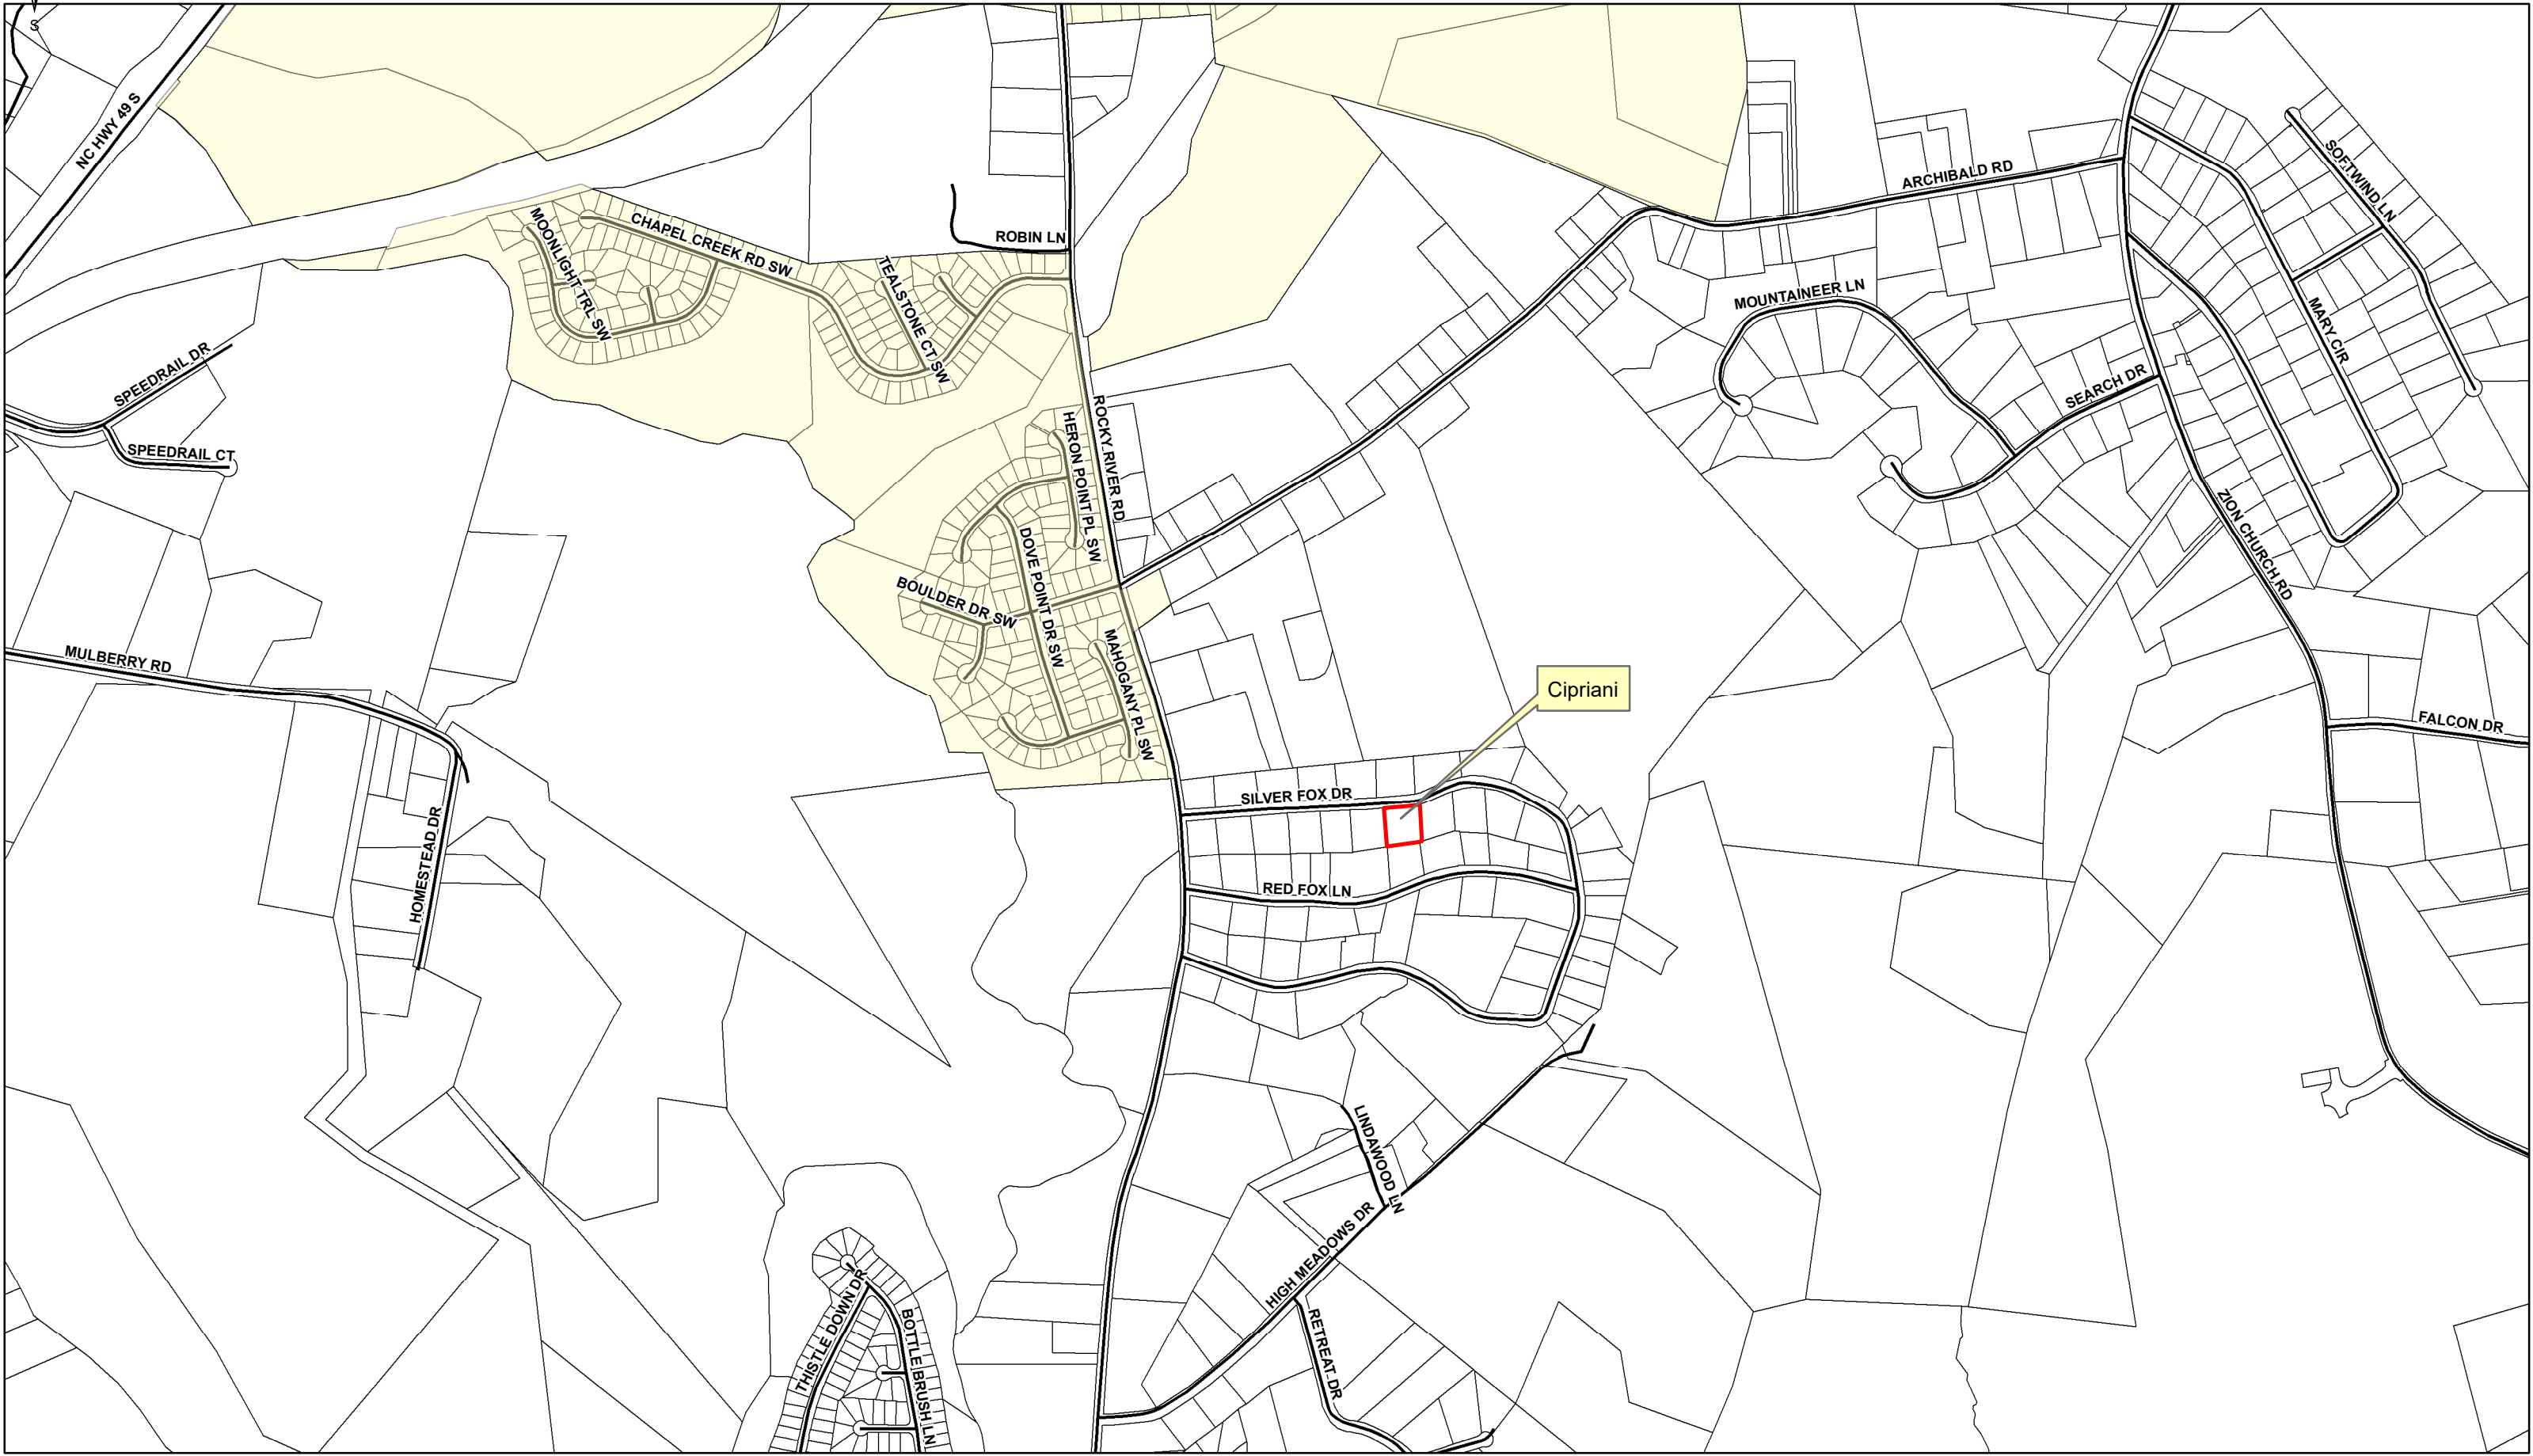 S
NC HWY 49 S
SOFTWIND LN
ARCHIBALD RD
MOONLIGHT TRL SW
CHAPEL CREEK RD SW
ROBIN LN
TEALSTONE CT SW
MOUNTAINEER LN
MARY CIR
SPEEDRAIL DR
SEARCH DR
ROCKY RIVER RD
HERON POINT PL SW
SPEEDRAIL CT
ZION CHURCH RD
DOVE POINT DR SW
BOULDER DR SW
MULBERRY RD
MAHOGANY PL SW
Cipriani
FALCON DR
SILVER FOX DR
HOMESTEAD DR
RED FOX LN
LINDAWOOD LN
HIGH MEADOWS DR
THISTLE DOWN DR
BOTTLEBRUSH LN
RETREAT DR